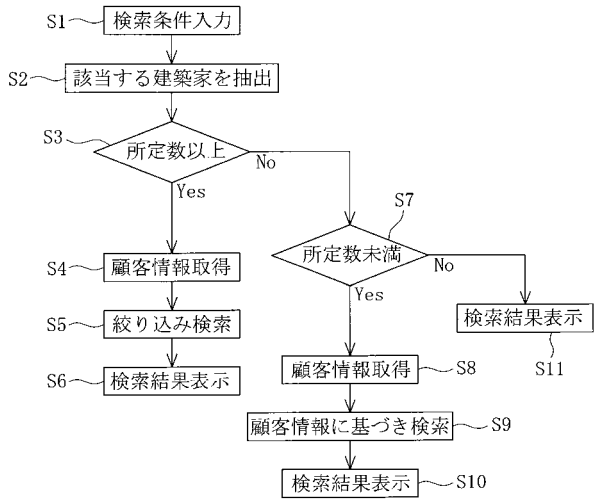 S1 検索条件入力
S2 該当する建築家を抽出
S3 所定数以上
No
Yes
S7
所定数未満
No
Yes
S4 顧客情報取得
S5 絞り込み検索
検索結果表示
S11
S6 検索結果表示
顧客情報取得 S8
顧客情報に基づき検索 S9
検索結果表示 S10